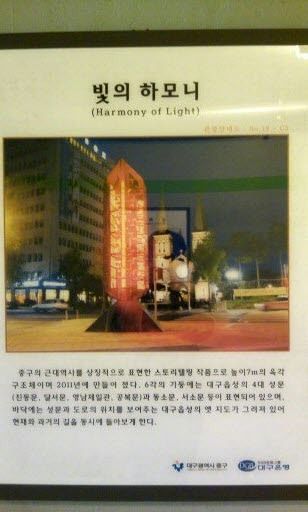 빛의 하모니
(Harmony of Light)
중구의 근대역사를 상징적으로 표현한 스토리텔링 작품으로 높이7m의 육각
구조체이며 2011년에 만들어 졌다. 6각의 기둥에는 대구읍성의 4대 성문
(진동문, 달서문, 영남제일관, 공북문)과 동소문, 서소문 등이 표현되어 있으며,
바닥에는 성문과 도로의 위치를 보여주는 대구읍성의 옛 지도가 그려져 있어
현재와 과거의 길을 동시에 돌아보게 한다.
대구광역시 중구
DGB 대구은행